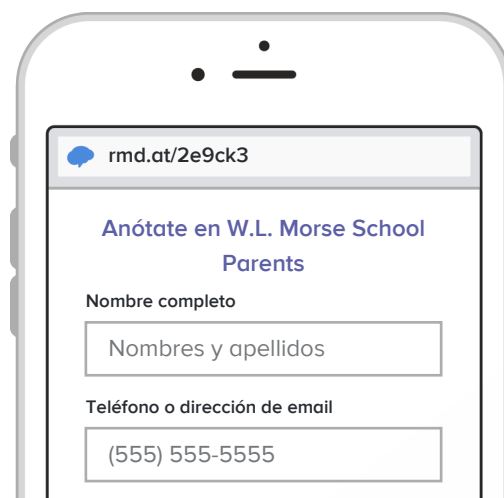 rmd.at/2e9ck3
Anótate en W.L. Morse School
Parents
Nombre completo
Nombres y apellidos
Teléfono o dirección de email
(555) 555-5555